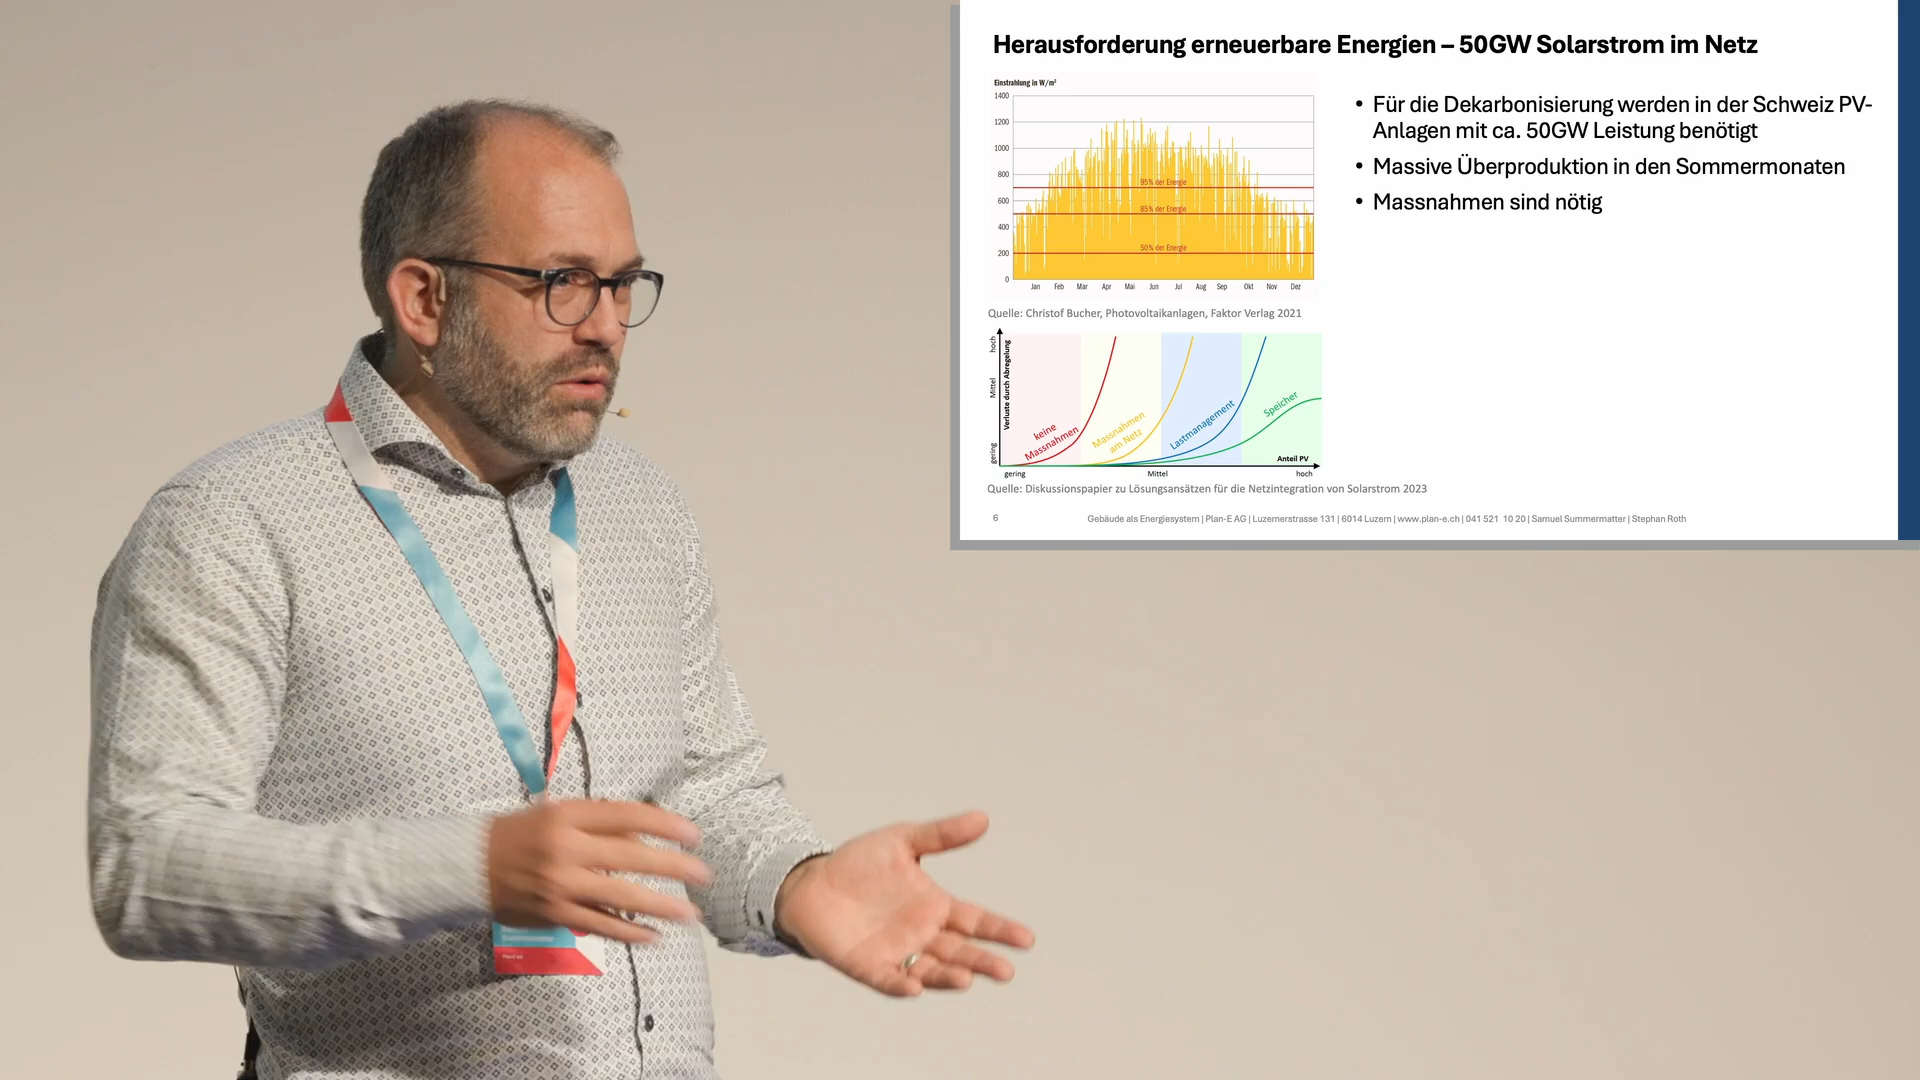 Herausforderung erneuerbare Energien – 50GW Solarstrom im Netz
Einstrahlung in W/m²
1400
1200
1000
800
600
400
200
0
95% der Energie
85% der Energie
50% der Energie
Jan Feb Mar Apr Mai Jun Jul Aug Sep Okt Nov Dez
Quelle: Christof Bucher, Photovoltaikanlagen, Faktor Verlag 2021
• Für die Dekarbonisierung werden in der Schweiz PV-
Anlagen mit ca. 50GW Leistung benötigt
• Massive Überproduktion in den Sommermonaten
• Massnahmen sind nötig
hoch
Mittel
gering
Verluste durch Abregelung
keine
Massnahmen
Massnahmen
am Netz
Lastmanagement
Speicher
Anteil PV
gering Mittel hoch
Quelle: Diskussionspapier zu Lösungsansätzen für die Netzintegration von Solarstrom 2023
6
Gebäude als Energiesystem | Plan-E AG | Luzernerstrasse 131 | 6014 Luzern | www.plan-e.ch | 041 521 10 20 | Samuel Summermatter | Stephan Roth